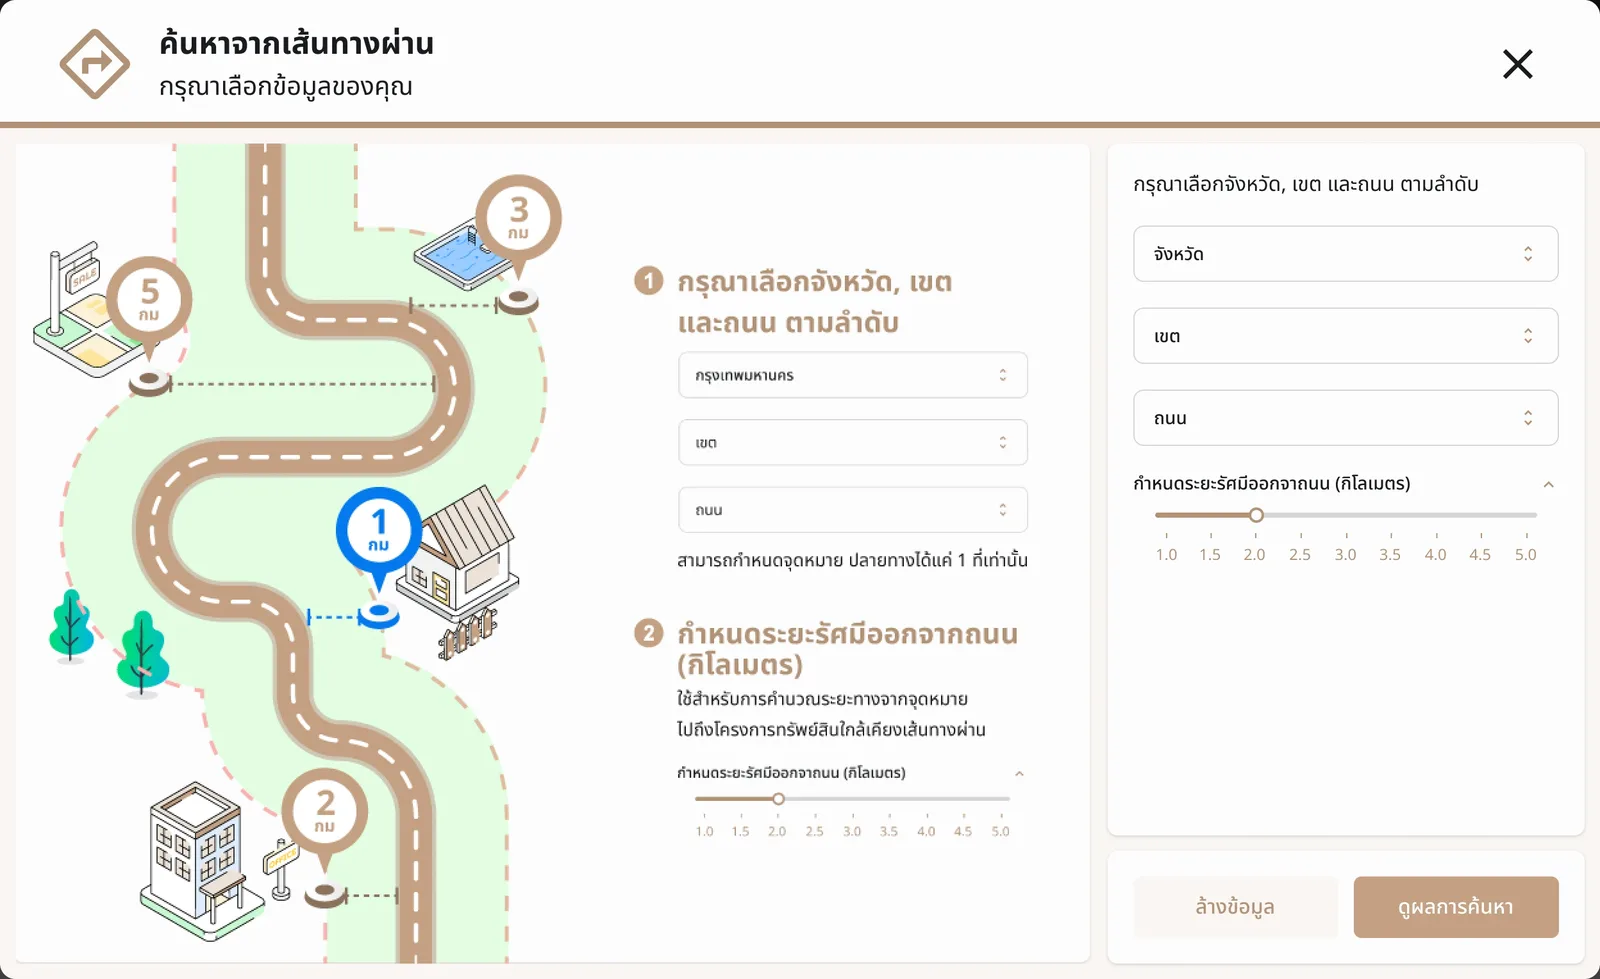 ค้นหาจากเส้นทางผ่าน
กรุณาเลือกข้อมูลของคุณ
3
กม
SALE
5
กม
1
กม
2
กม
OFFICE
1 กรุณาเลือกจังหวัด, เขต
และถนน ตามลำดับ
กรุงเทพมหานคร
เขต
ถนน
สามารถกำหนดจุดหมาย ปลายทางได้แค่ 1 ที่เท่านั้น
2 กำหนดระยะรัศมีออกจากถนน
(กิโลเมตร)
ใช้สำหรับการคำนวณระยะทางจากจุดหมาย
ไปถึงโครงการทรัพย์สินใกล้เคียงเส้นทางผ่าน
กำหนดระยะรัศมีออกจาถนน (กิโลเมตร)
1.0 1.5 2.0 2.5 3.0 3.5 4.0 4.5 5.0
กรุณาเลือกจังหวัด, เขต และถนน ตามลำดับ
จังหวัด
เขต
ถนน
กำหนดระยะรัศมีออกจาถนน (กิโลเมตร)
1.0 1.5 2.0 2.5 3.0 3.5 4.0 4.5 5.0
ล้างข้อมูล
ดูผลการค้นหา